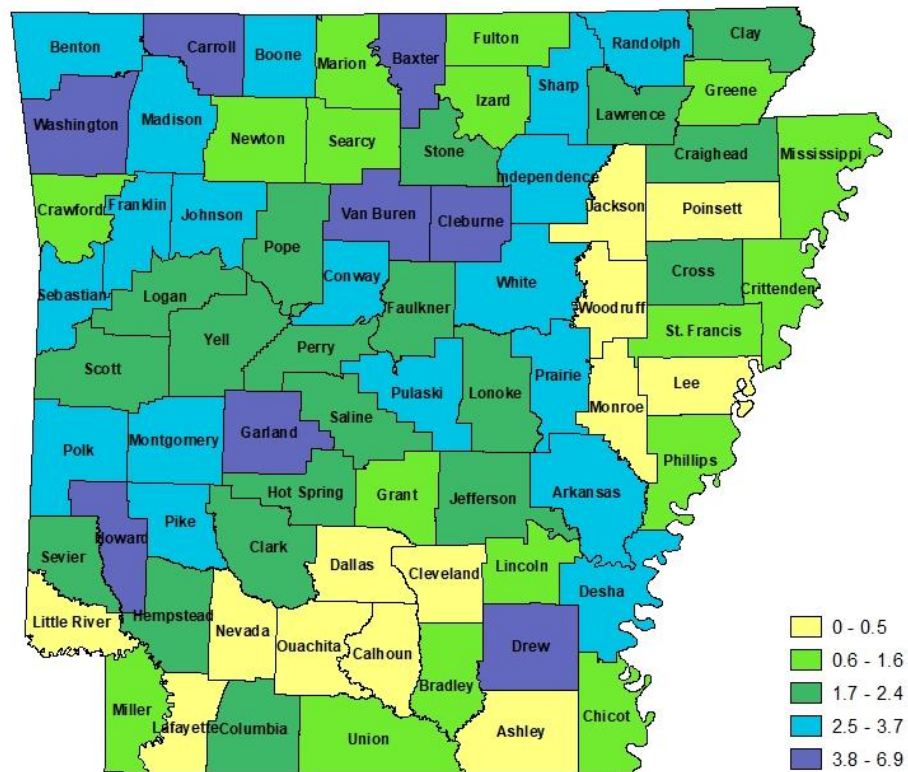 Benton
Carroll
Boone
Marion
Baxter
Fulton
Randolph
Clay
Sharp
Izard
Greene
Lawrence
Washington
Madison
Newton
Searcy
Stone
Craighead
Mississippi
Independence
Crawford
Franklin
Johnson
Van Buren
Cleburne
Jackson
Poinsett
Pope
Conway
White
Cross
Crittenden
Sebastian
Logan
Faulkner
Woodruff
St. Francis
Yell
Perry
Scott
Pulaski
Lonoke
Prairie
Lee
Monroe
Saline
Garland
Polk
Montgomery
Phillips
Hot Spring
Grant
Jefferson
Arkansas
Pike
Howard
Clark
Sevier
Dallas
Cleveland
Lincoln
Desha
Little River
Hempstead
Nevada
Ouachita
Calhoun
Drew
Bradley
Miller
Lafayette
Columbia
Union
Ashley
Chicot
0 - 0.5
0.6 - 1.6
1.7 - 2.4
2.5 - 3.7
3.8 - 6.9